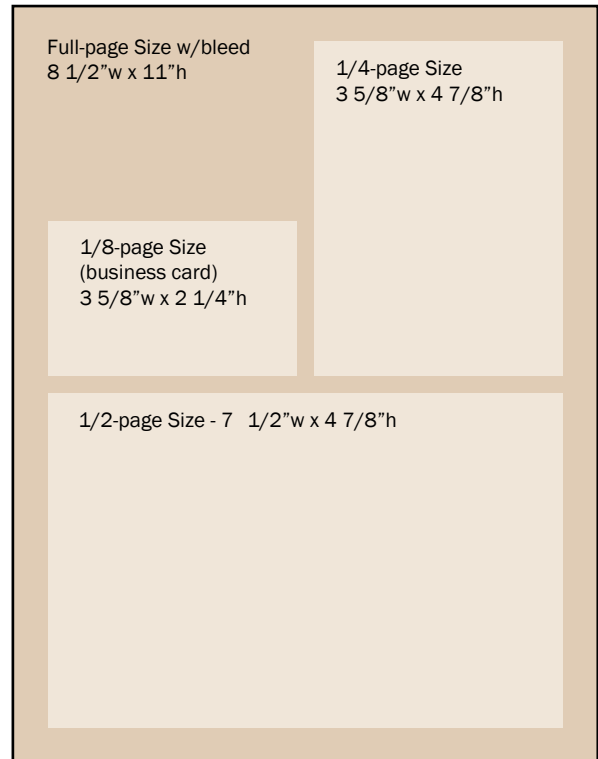 Full-page Size w/bleed
8 1/2”w x 11”h
1/4-page Size
3 5/8”w x 4 7/8”h
1/8-page Size
(business card)
3 5/8”w x 2 1/4”h
1/2-page Size - 7 1/2”w x 4 7/8”h